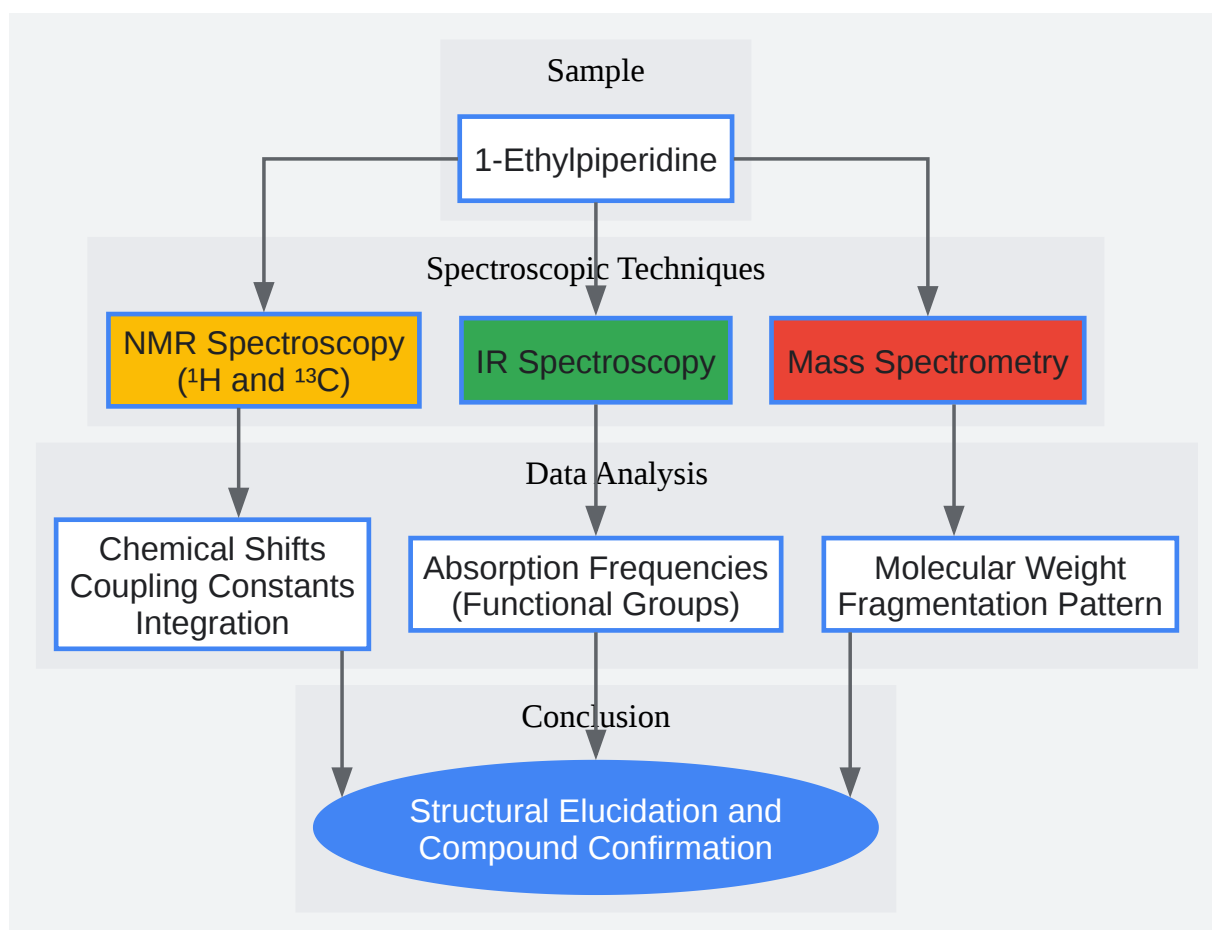 Sample
1-Ethylpiperidine
Spectroscopic Techniques
NMR Spectroscopy
(¹H and ¹³C)
IR Spectroscopy
Mass Spectrometry
Data Analysis
Chemical Shifts
Coupling Constants
Integration
Absorption Frequencies
(Functional Groups)
Molecular Weight
Fragmentation Pattern
Conclusion
Structural Elucidation and
Compound Confirmation